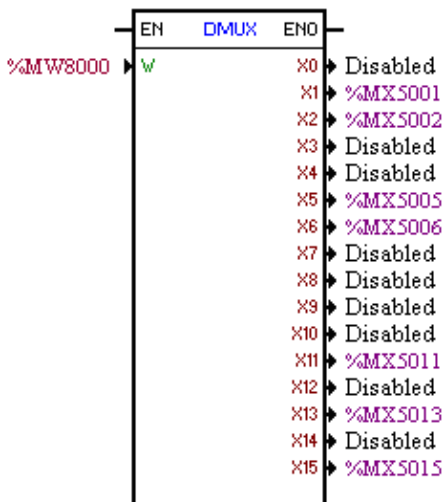 EN DMUX ENO
%MW8000 W X0 Disabled
X1 %MX5001
X2 %MX5002
X3 Disabled
X4 Disabled
X5 %MX5005
X6 %MX5006
X7 Disabled
X8 Disabled
X9 Disabled
X10 Disabled
X11 %MX5011
X12 Disabled
X13 %MX5013
X14 Disabled
X15 %MX5015